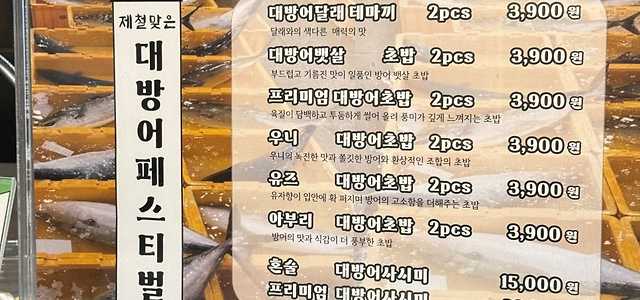 제철맞은
대방어페스티벌
대방어달래 테마끼 2pcs 3,900원
달래와의 색다른 매력의 맛
대방어뱃살 초밥 2pcs 3,900원
부드럽고 기름진 맛이 일품인 방어 뱃살 초밥
프리미엄 대방어초밥 2pcs 3,900원
육질이 담백하고 두툼하게 썰어 올려 풍미가 깊게 느껴지는 초밥
우니 대방어초밥 2pcs 3,900원
우니의 녹진한 맛과 쫄깃한 방어와 환상적인 조합의 초밥
유즈 대방어초밥 2pcs 3,900원
유자향이 입안에 확 퍼지며 방어의 고소함을 더해주는 초밥
아부리 대방어초밥 2pcs 3,900원
방어의 맛과 식감이 더 풍부한 초밥
혼술 대방어사시미 15,000원
프리미엄 대방어사시미